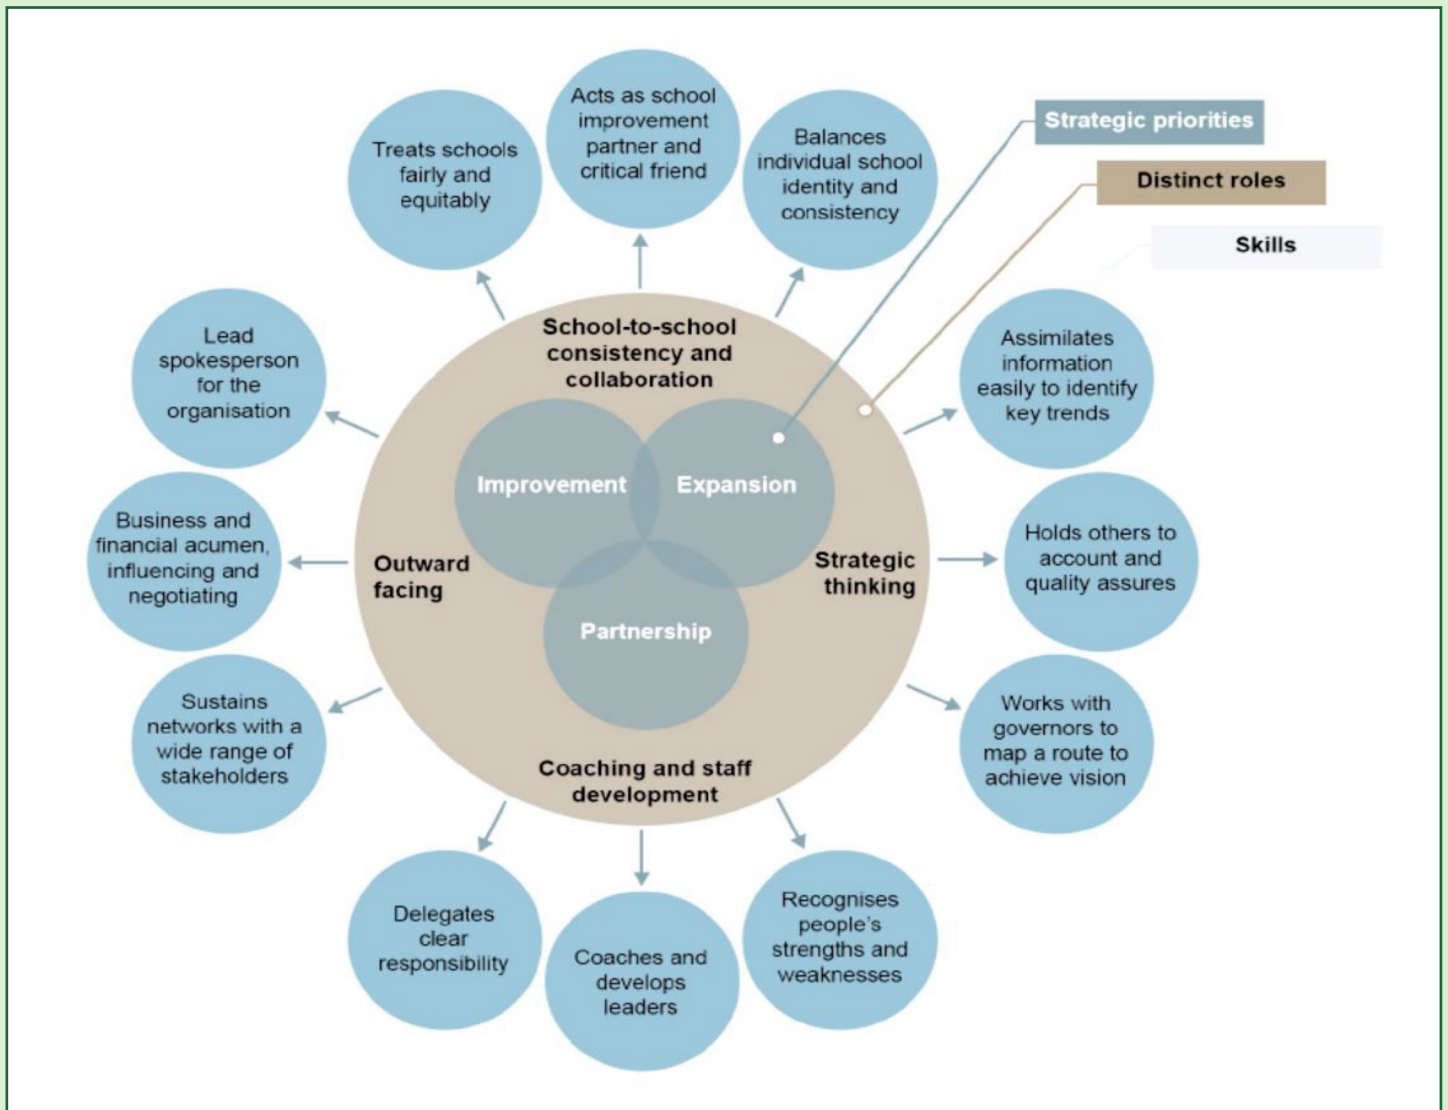 Acts as school
improvement
partner and
critical friend
Treats schools
fairly and
equitably
Balances
individual school
identity and
consistency
Strategic priorities
Distinct roles
Skills
Lead
spokesperson
for the
organisation
School-to-school
consistency and
collaboration
Assimilates
information
easily to identify
key trends
Improvement
Expansion
Business and
financial acumen,
influencing and
negotiating
Outward
facing
Strategic
thinking
Holds others to
account and
quality assures
Partnership
Sustains
networks with a
wide range of
stakeholders
Works with
governors to
map a route to
achieve vision
Coaching and staff
development
Delegates
clear
responsibility
Coaches and
develops
leaders
Recognises
people's
strengths and
weaknesses